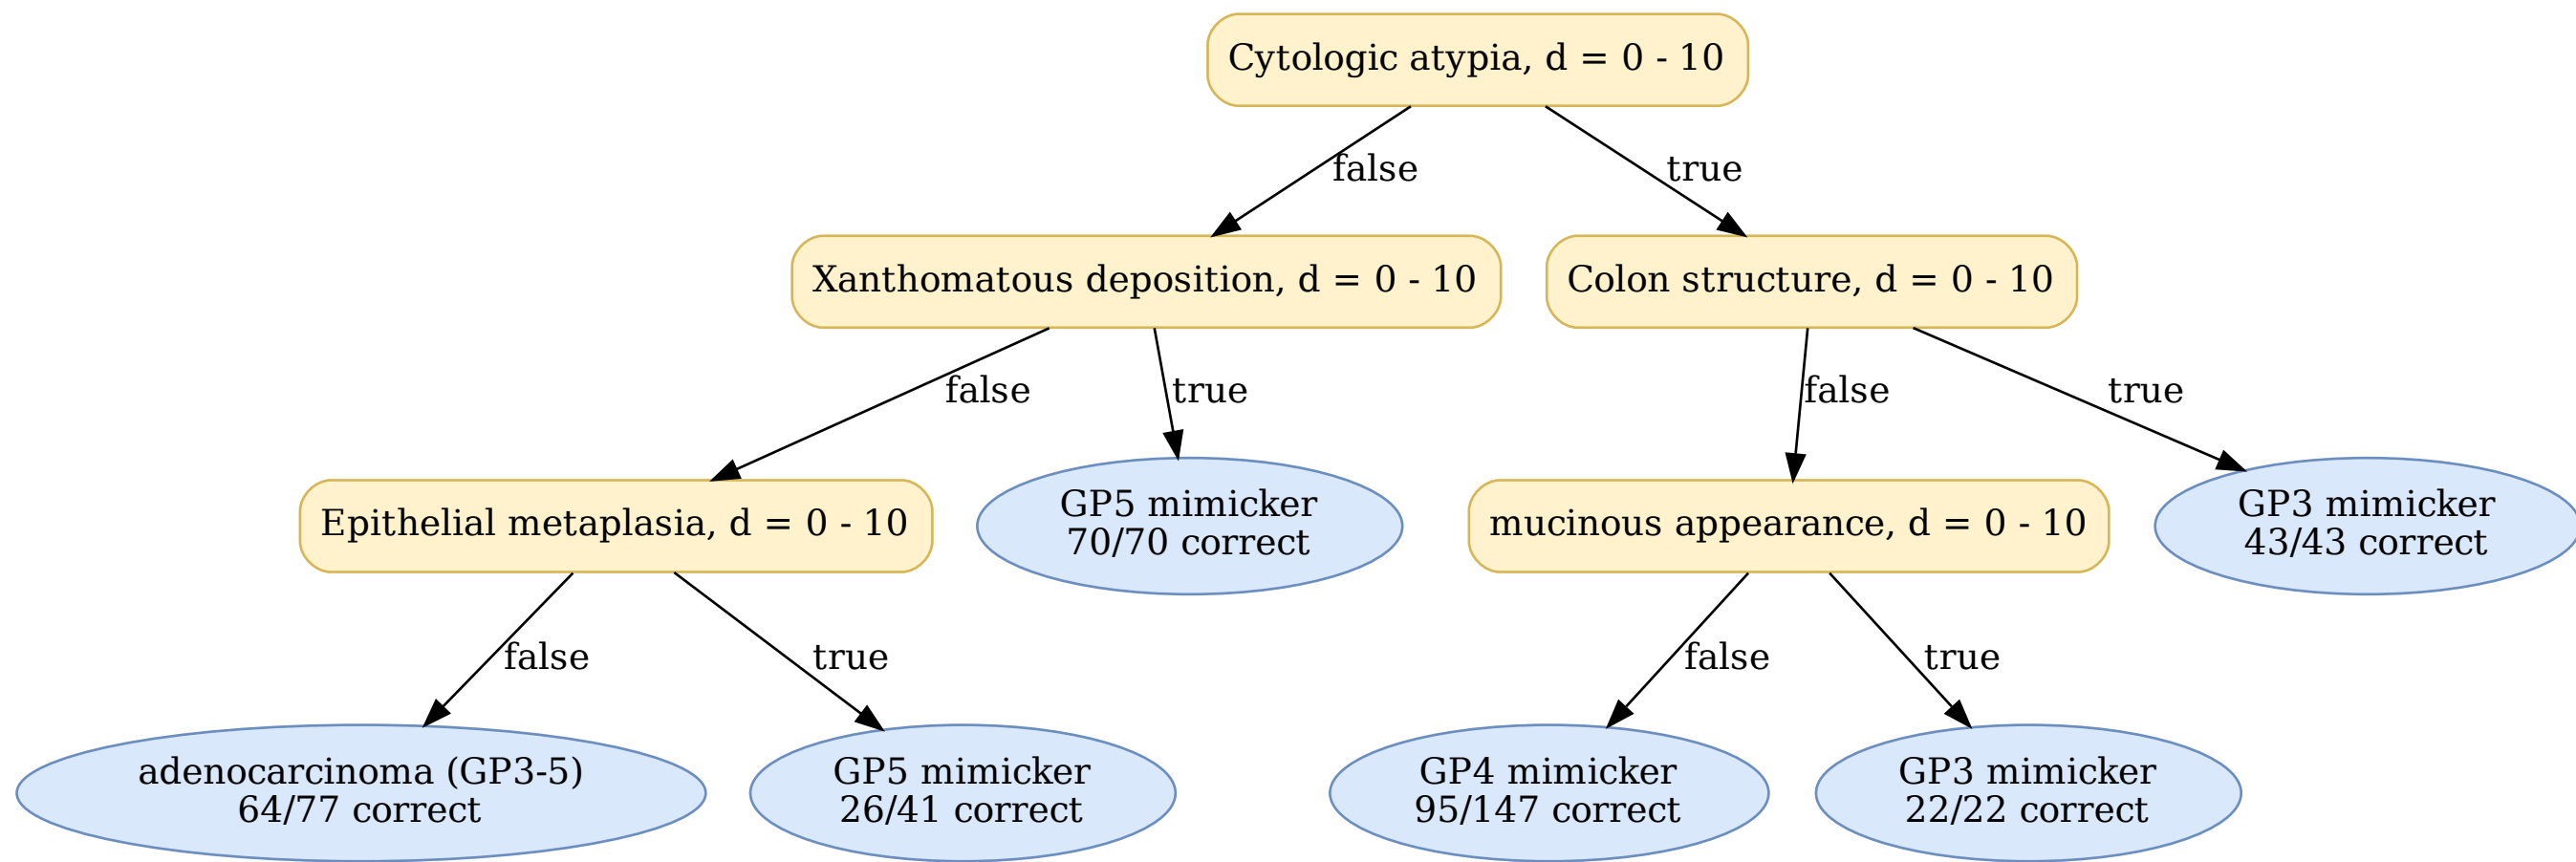 Cytologic atypia, d = 0 - 10
false
true
Xanthomatous deposition, d = 0 - 10
Colon structure, d = 0 - 10
false
true
false
true
Epithelial metaplasia, d = 0 - 10
GP5 mimicker
70/70 correct
mucinous appearance, d = 0 - 10
GP3 mimicker
43/43 correct
false
true
false
true
adenocarcinoma (GP3-5)
64/77 correct
GP5 mimicker
26/41 correct
GP4 mimicker
95/147 correct
GP3 mimicker
22/22 correct